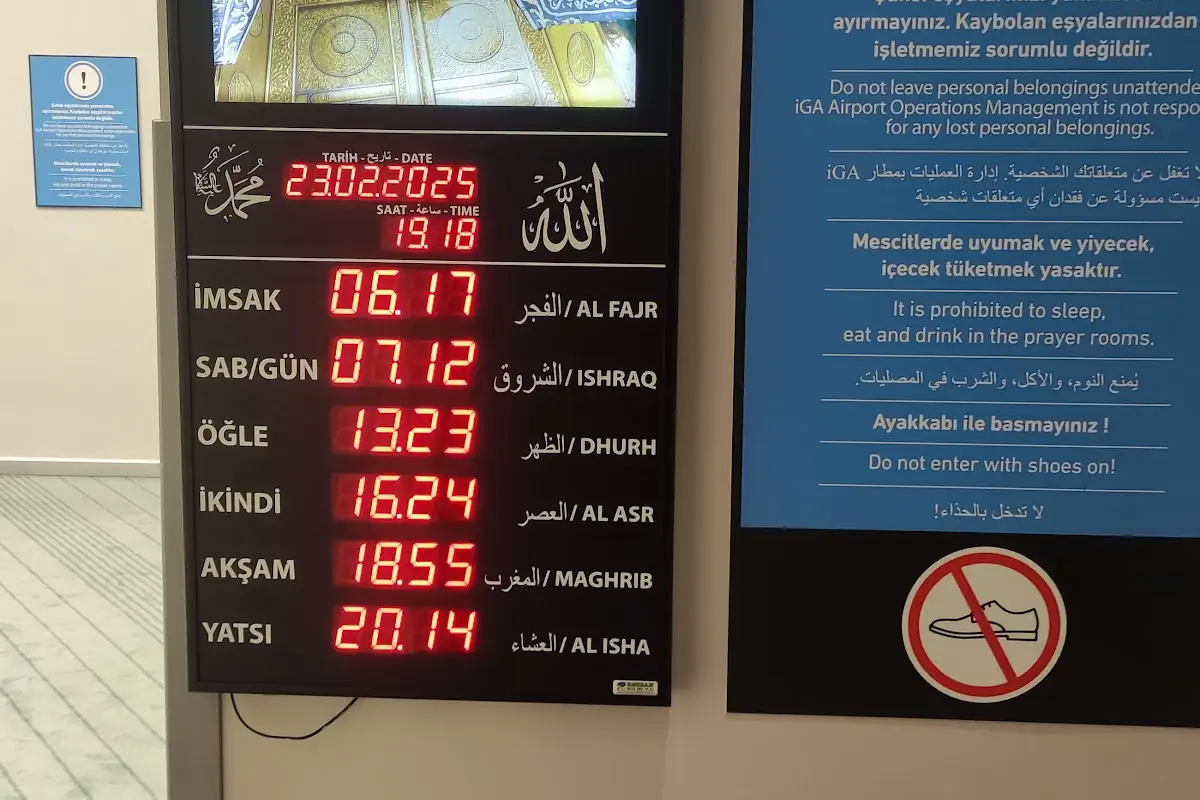 TARİH - تاريخ - DATE
23.02.2025
SAAT - ساعة - TIME
19.18
محمد
الله
İMSAK 06.17 الفجر / AL FAJR
SAB/GÜN 07.12 الشروق / ISHRAQ
ÖĞLE 13.23 الظهر / DHURH
İKİNDİ 16.24 العصر / AL ASR
AKŞAM 18.55 المغرب / MAGHRIB
YATSI 20.14 العشاء / AL ISHA
ayırmayınız. Kaybolan eşyalarınızdan
işletmemiz sorumlu değildir.
Do not leave personal belongings
iGA Airport Operations Management is not
for any lost personal belongings.
تغفل عن متعلقاتك الشخصية. إدارة العمليات بمطار iGA
مسؤولة عن فقدان أي متعلقات شخصية
Mescitlerde uyumak ve yiyecek,
içecek tüketmek yasaktır.
It is prohibited to sleep,
eat and drink in the prayer rooms.
يُمنع النوم، والأكل، والشرب في المصليات.
Ayakkabı ile basmayınız !
Do not enter with shoes on!
لا تدخل بالحذاء!